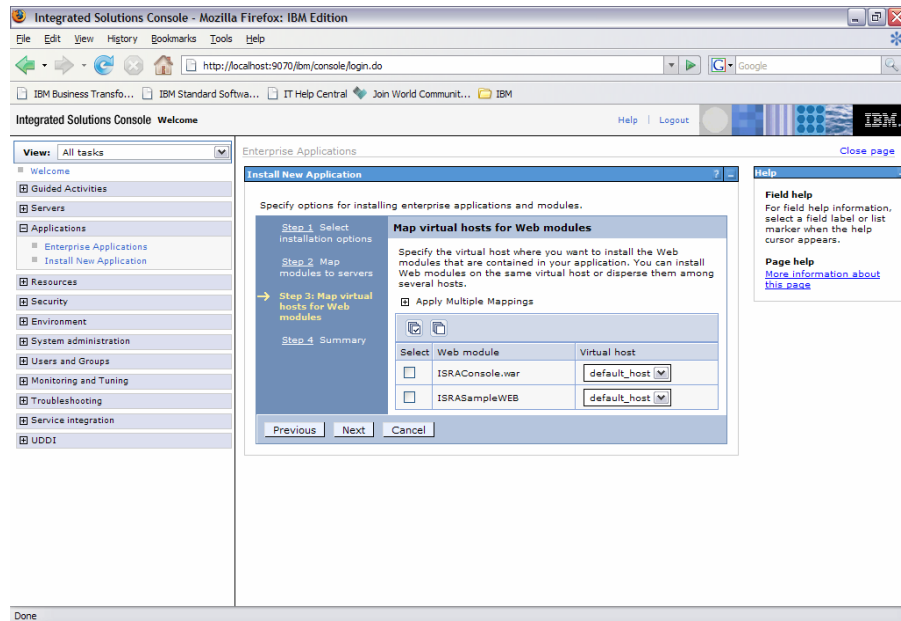 Integrated Solutions Console - Mozilla Firefox: IBM Edition
File Edit View History Bookmarks Tools Help
http://localhost:9070/ibm/console/login.do
G Google
IBM Business Transfo... IBM Standard Softwa... IT Help Central Join World Communit... IBM
Integrated Solutions Console Welcome
Help | Logout
IBM.
View: All tasks
Welcome
Guided Activities
Servers
Applications
Enterprise Applications
Install New Application
Resources
Security
Environment
System administration
Users and Groups
Monitoring and Tuning
Troubleshooting
Service integration
UDDI
Enterprise Applications
Close page
Install New Application ? -
Specify options for installing enterprise applications and modules.
Step 1 Select
installation options
Step 2 Map
modules to servers
Step 3: Map virtual
hosts for Web
modules
Step 4 Summary
Map virtual hosts for Web modules
Specify the virtual host where you want to install the Web
modules that are contained in your application. You can install
Web modules on the same virtual host or disperse them among
several hosts.
Apply Multiple Mappings
Select Web module Virtual host
ISRAConsole.war default_host
ISRASampleWEB default_host
Previous Next Cancel
Help
Field help
For field help information,
select a field label or list
marker when the help
cursor appears.
Page help
More information about
this page
Done